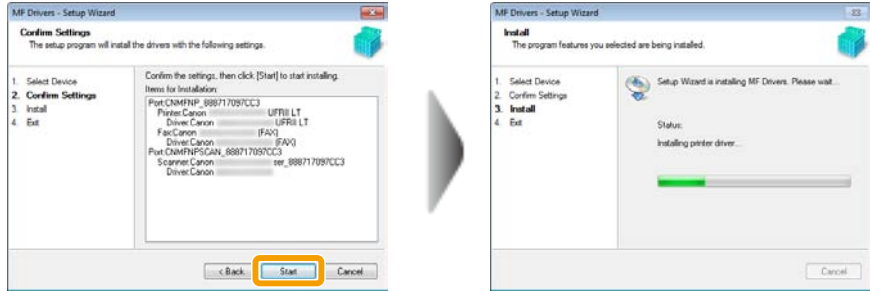 MF Drivers - Setup Wizard
Confirm Settings
The setup program will install the drivers with the following settings.
1. Select Device
2. Confirm Settings
3. Install
4. Exit
Confirm the settings, then click [Start] to start installing.
Items for Installation:
Port:CNMFNP_888717097CC3
Printer:Canon UFRII LT
Driver:Canon UFRII LT
Fax:Canon (FAX)
Driver:Canon (FAX)
Port:CNMFNPSCAN_888717097CC3
Scanner:Canon ser_888717097CC3
Driver:Canon
< Back
Start
Cancel
MF Drivers - Setup Wizard
Install
The program features you selected are being installed.
1. Select Device
2. Confirm Settings
3. Install
4. Exit
Setup Wizard is installing MF Drivers. Please wait...
Status:
Installing printer driver...
Cancel